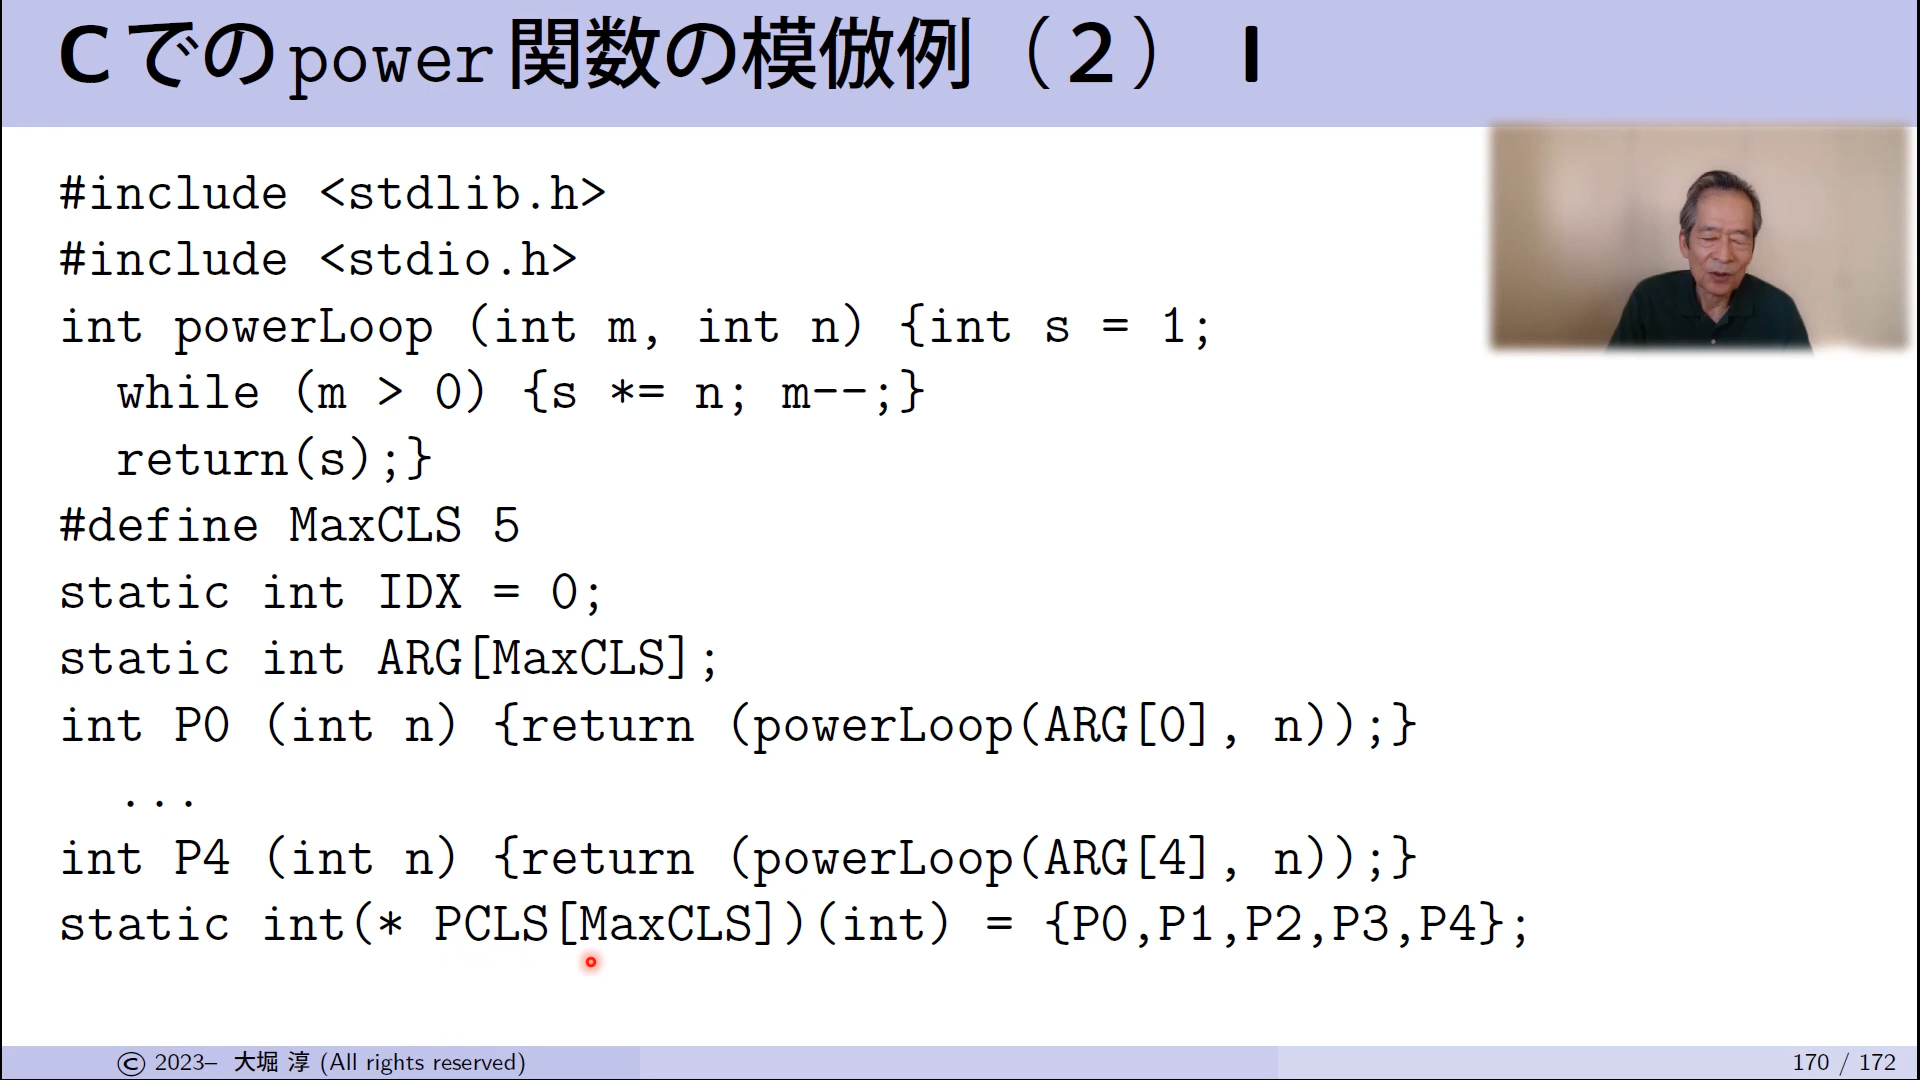 Cでのpower関数の模倣例（2） I
#include <stdlib.h>
#include <stdio.h>
int powerLoop (int m, int n) {int s = 1;
while (m > 0) {s *= n; m--;}
return(s);}
#define MaxCLS 5
static int IDX = 0;
static int ARG[MaxCLS];
int P0 (int n) {return (powerLoop(ARG[0], n));}
...
int P4 (int n) {return (powerLoop(ARG[4], n));}
static int(* PCLS[MaxCLS])(int) = {P0,P1,P2,P3,P4};
© 2023– 大堀 淳 (All rights reserved)
170 / 172